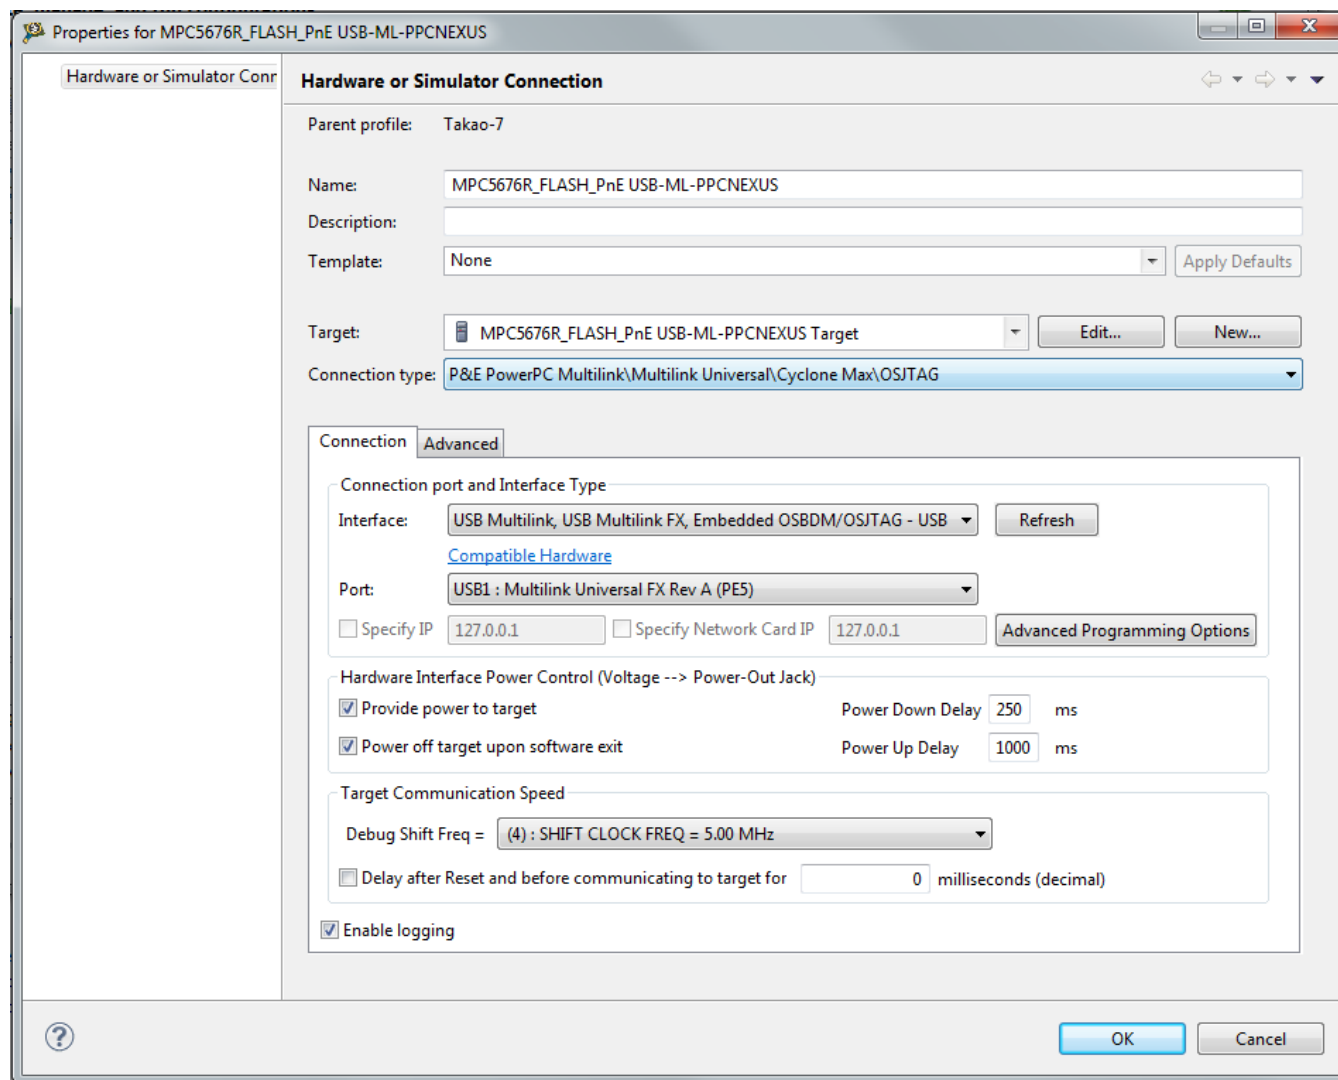 Properties for MPC5676R_FLASH_PnE USB-ML-PPCNEXUS
Hardware or Simulator Conn
Hardware or Simulator Connection
Parent profile: Takao-7
Name: MPC5676R_FLASH_PnE USB-ML-PPCNEXUS
Description:
Template: None Apply Defaults
Target: MPC5676R_FLASH_PnE USB-ML-PPCNEXUS Target Edit... New...
Connection type: P&E PowerPC Multilink\Multilink Universal\Cyclone Max\OSJTAG
Connection Advanced
Connection port and Interface Type
Interface: USB Multilink, USB Multilink FX, Embedded OSBDM/OSJTAG - USB Refresh
Compatible Hardware
Port: USB1 : Multilink Universal FX Rev A (PE5)
Specify IP 127.0.0.1 Specify Network Card IP 127.0.0.1 Advanced Programming Options
Hardware Interface Power Control (Voltage --> Power-Out Jack)
Provide power to target Power Down Delay 250 ms
Power off target upon software exit Power Up Delay 1000 ms
Target Communication Speed
Debug Shift Freq = (4) : SHIFT CLOCK FREQ = 5.00 MHz
Delay after Reset and before communicating to target for 0 milliseconds (decimal)
Enable logging
OK Cancel